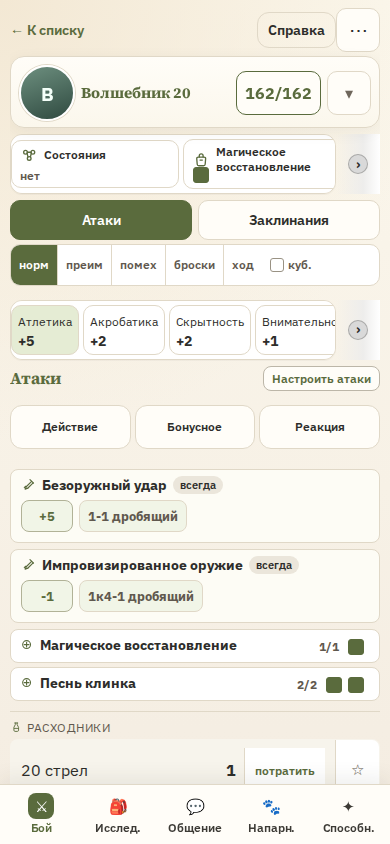 ← К списку
Справка
...
В
Волшебник 20
162/162
▼
Состояния
нет
Магическое
восстановление
Атаки
Заклинания
норм
преим
помех
броски
ход
куб.
Атлетика
+5
Акробатика
+2
Скрытность
+2
Внимательнос
+1
Атаки
Настроить атаки
Действие
Бонусное
Реакция
Безоружный удар
всегда
+5
1-1 дробящий
Импровизированное оружие
всегда
-1
1к4-1 дробящий
Магическое восстановление
1/1
Песнь клинка
2/2
РАСХОДНИКИ
20 стрел
1
потратить
Бой
Исслед.
Общение
Напарн.
Способн.